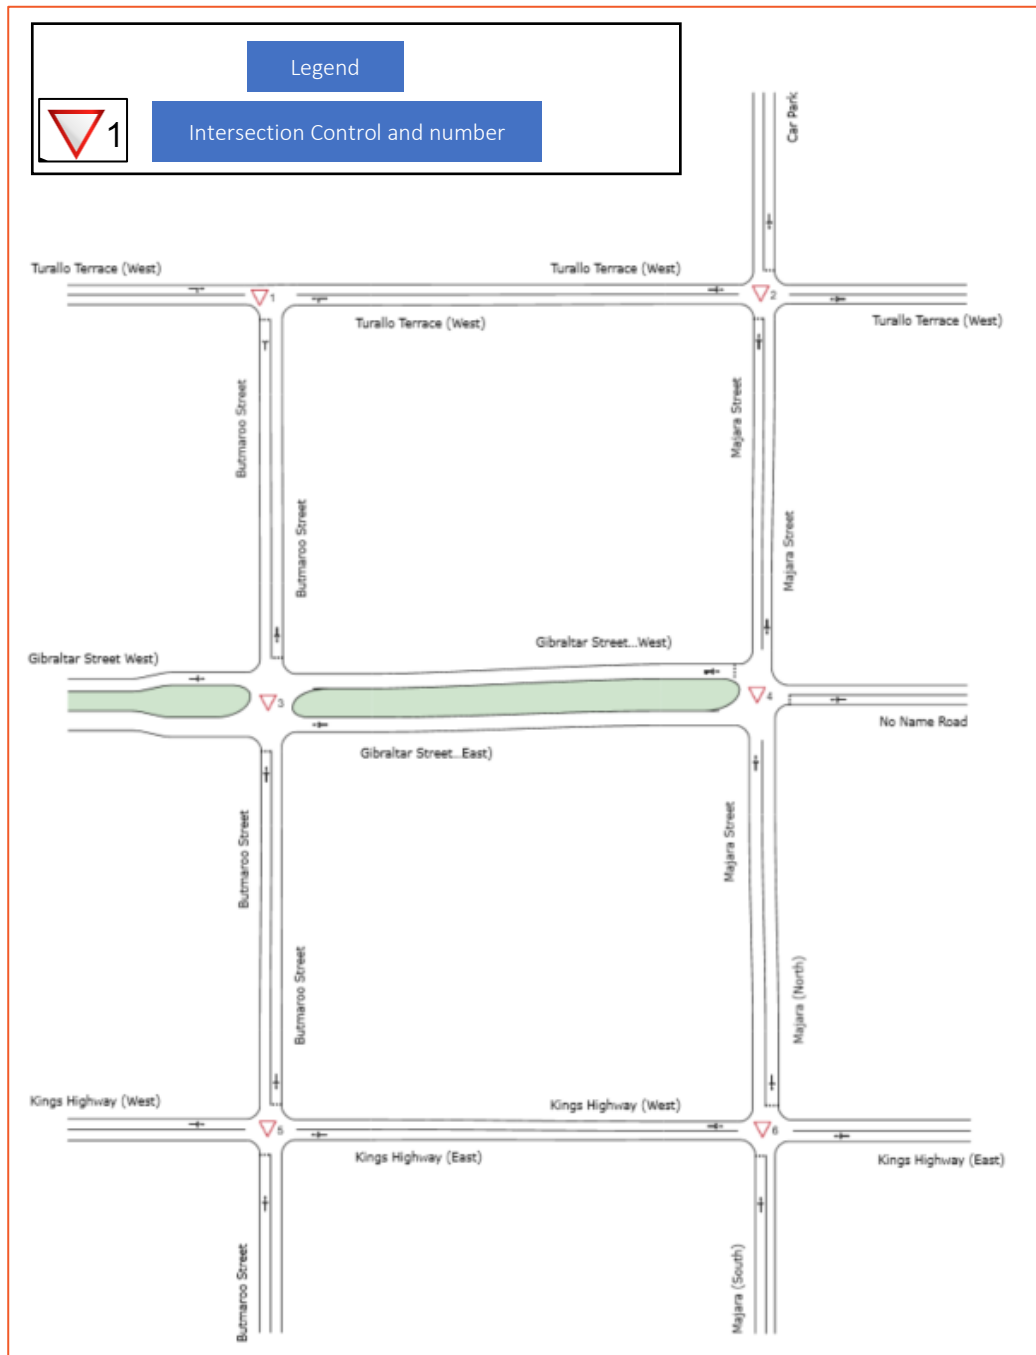 Legend
1
Intersection Control and number
Car Park
Turallo Terrace (West)
Turallo Terrace (West)
1
2
Turallo Terrace (West)
Turallo Terrace (West)
Butmaroo Street
Majara Street
Butmaroo Street
Majara Street
Gibraltar Street...West)
Gibraltar Street West)
3
4
No Name Road
Gibraltar Street...East)
Butmaroo Street
Majara Street
Butmaroo Street
Majara (North)
Kings Highway (West)
Kings Highway (West)
5
6
Kings Highway (East)
Kings Highway (East)
Butmaroo Street
Majara (South)